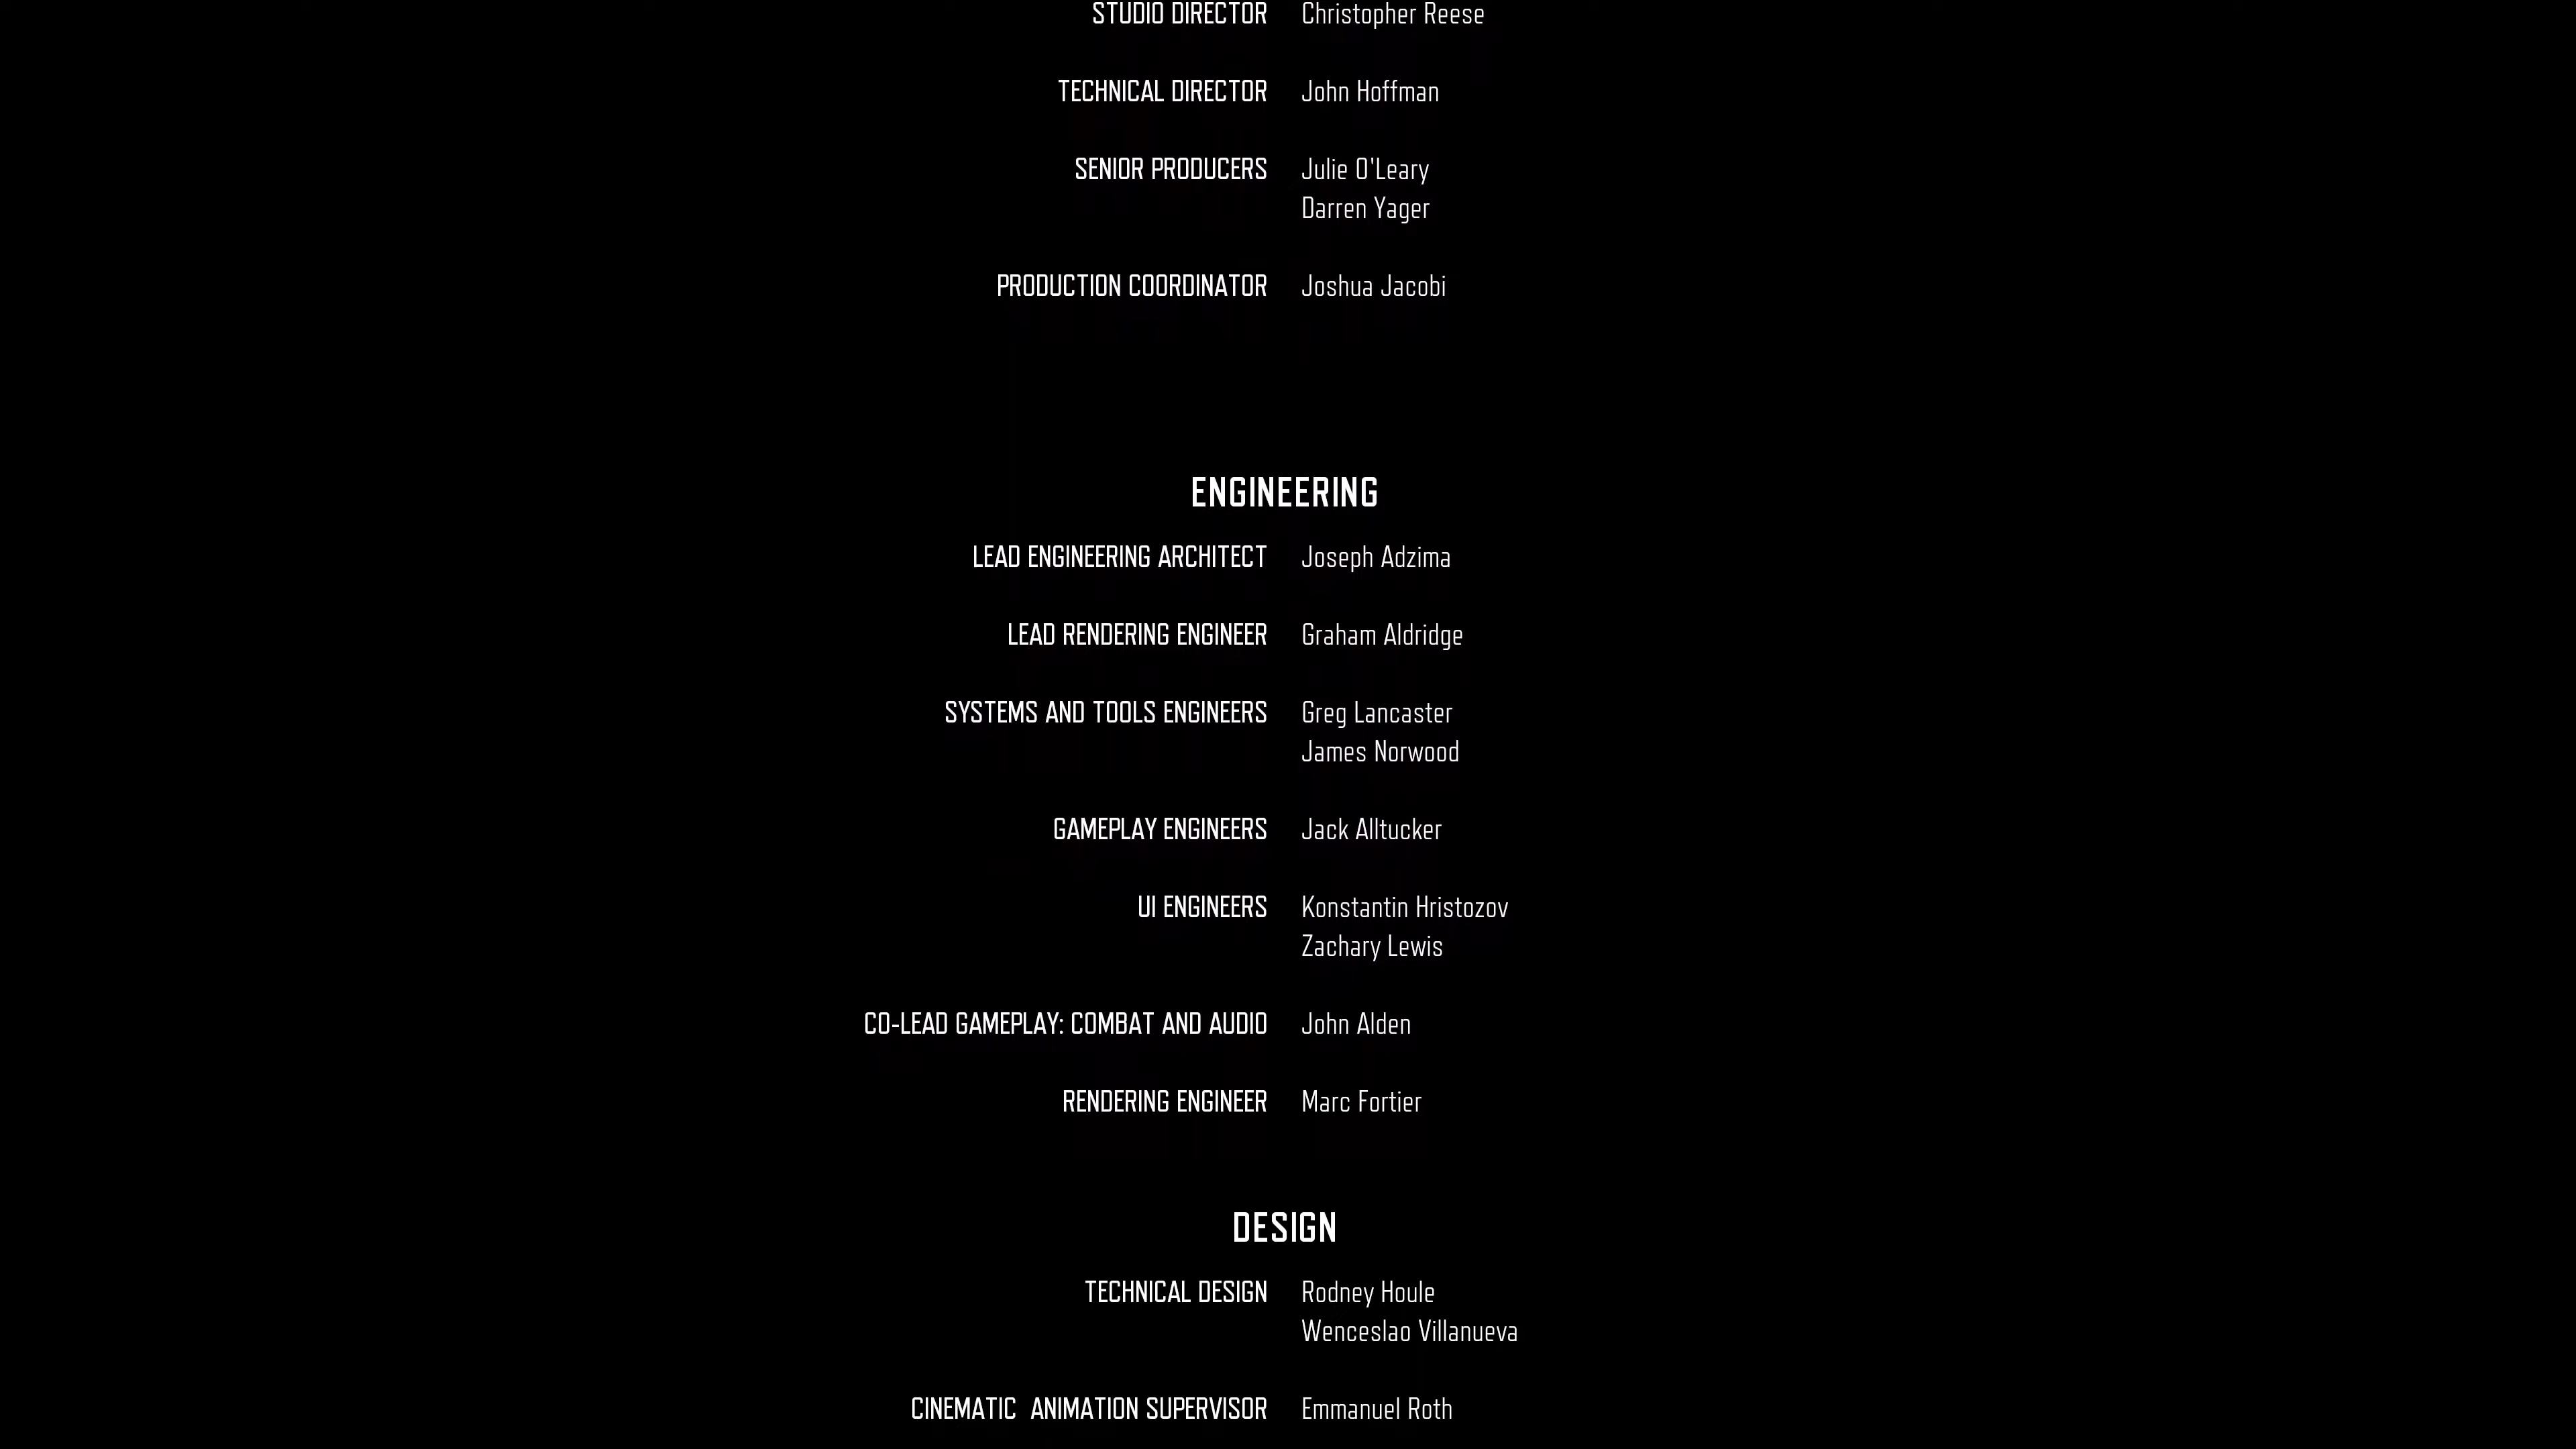 STUDIO DIRECTOR Christopher Reese
TECHNICAL DIRECTOR John Hoffman
SENIOR PRODUCERS Julie O'Leary
Darren Yager
PRODUCTION COORDINATOR Joshua Jacobi
ENGINEERING
LEAD ENGINEERING ARCHITECT Joseph Adzima
LEAD RENDERING ENGINEER Graham Aldridge
SYSTEMS AND TOOLS ENGINEERS Greg Lancaster
James Norwood
GAMEPLAY ENGINEERS Jack Alltucker
UI ENGINEERS Konstantin Hristozov
Zachary Lewis
CO-LEAD GAMEPLAY: COMBAT AND AUDIO John Alden
RENDERING ENGINEER Marc Fortier
DESIGN
TECHNICAL DESIGN Rodney Houle
Wenceslao Villanueva
CINEMATIC  ANIMATION SUPERVISOR Emmanuel Roth